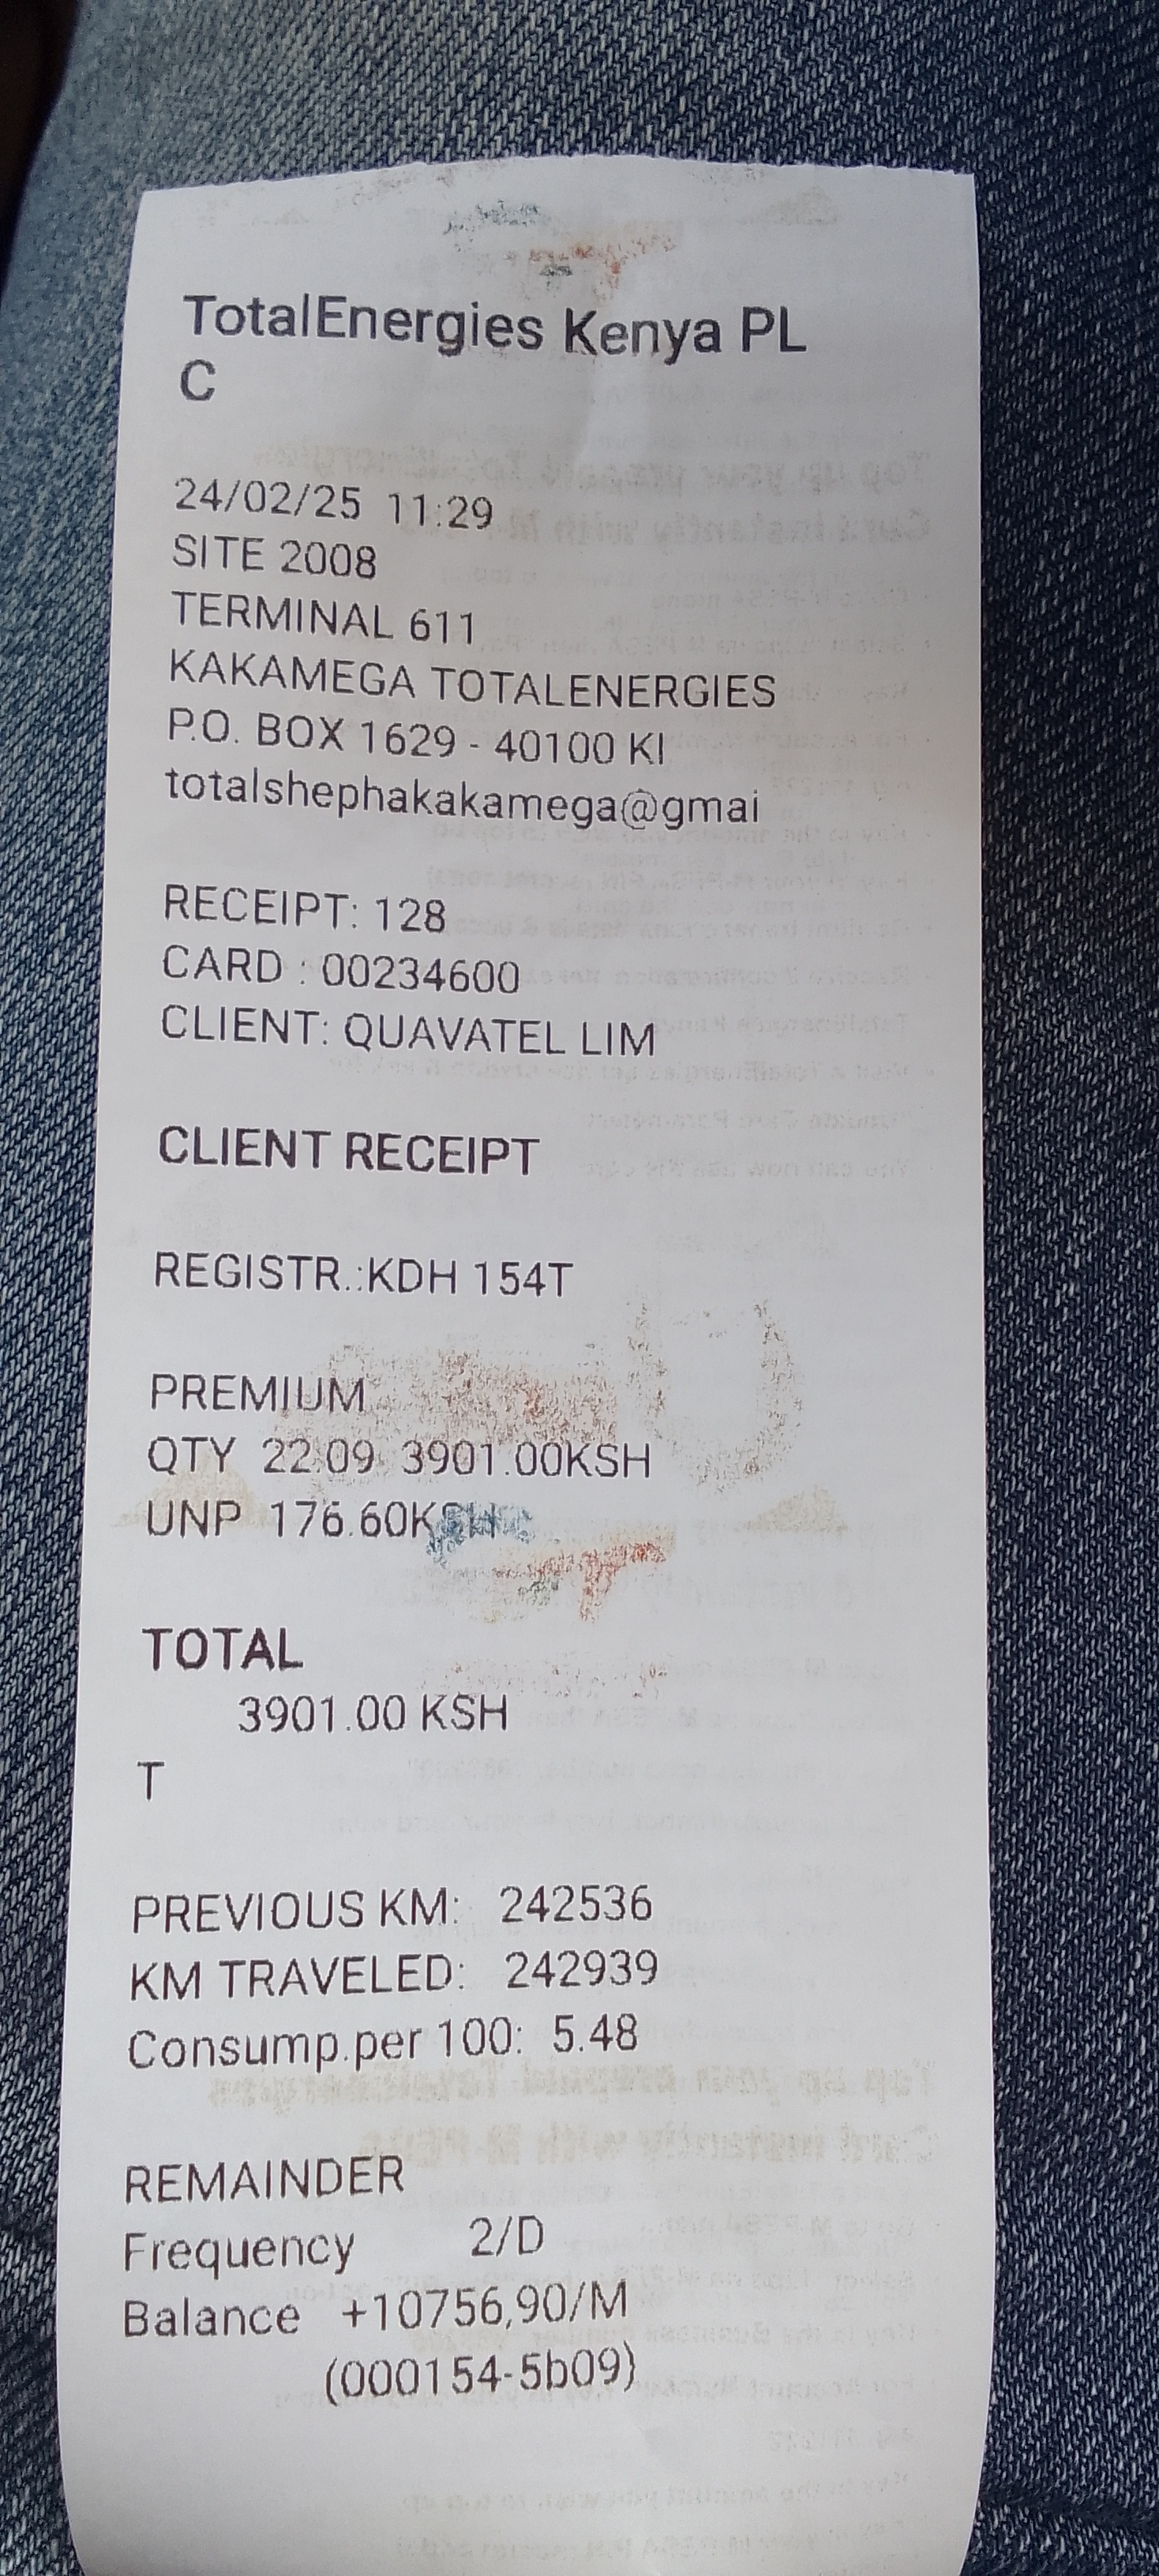 TotalEnergies Kenya PL
C
24/02/25 11:29
SITE 2008
TERMINAL 611
KAKAMEGA TOTALENERGIES
P.O. BOX 1629 - 40100 KI
totalshephakakamega@gmai
RECEIPT: 128
CARD : 00234600
CLIENT: QUAVATEL LIM
CLIENT RECEIPT
REGISTR.:KDH 154T
PREMIUM
QTY 22.09 3901.00KSH
UNP 176.60KSH
TOTAL
3901.00 KSH
T
PREVIOUS KM: 242536
KM TRAVELED: 242939
Consump.per 100: 5.48
REMAINDER
Frequency 2/D
Balance +10756,90/M
(000154-5b09)